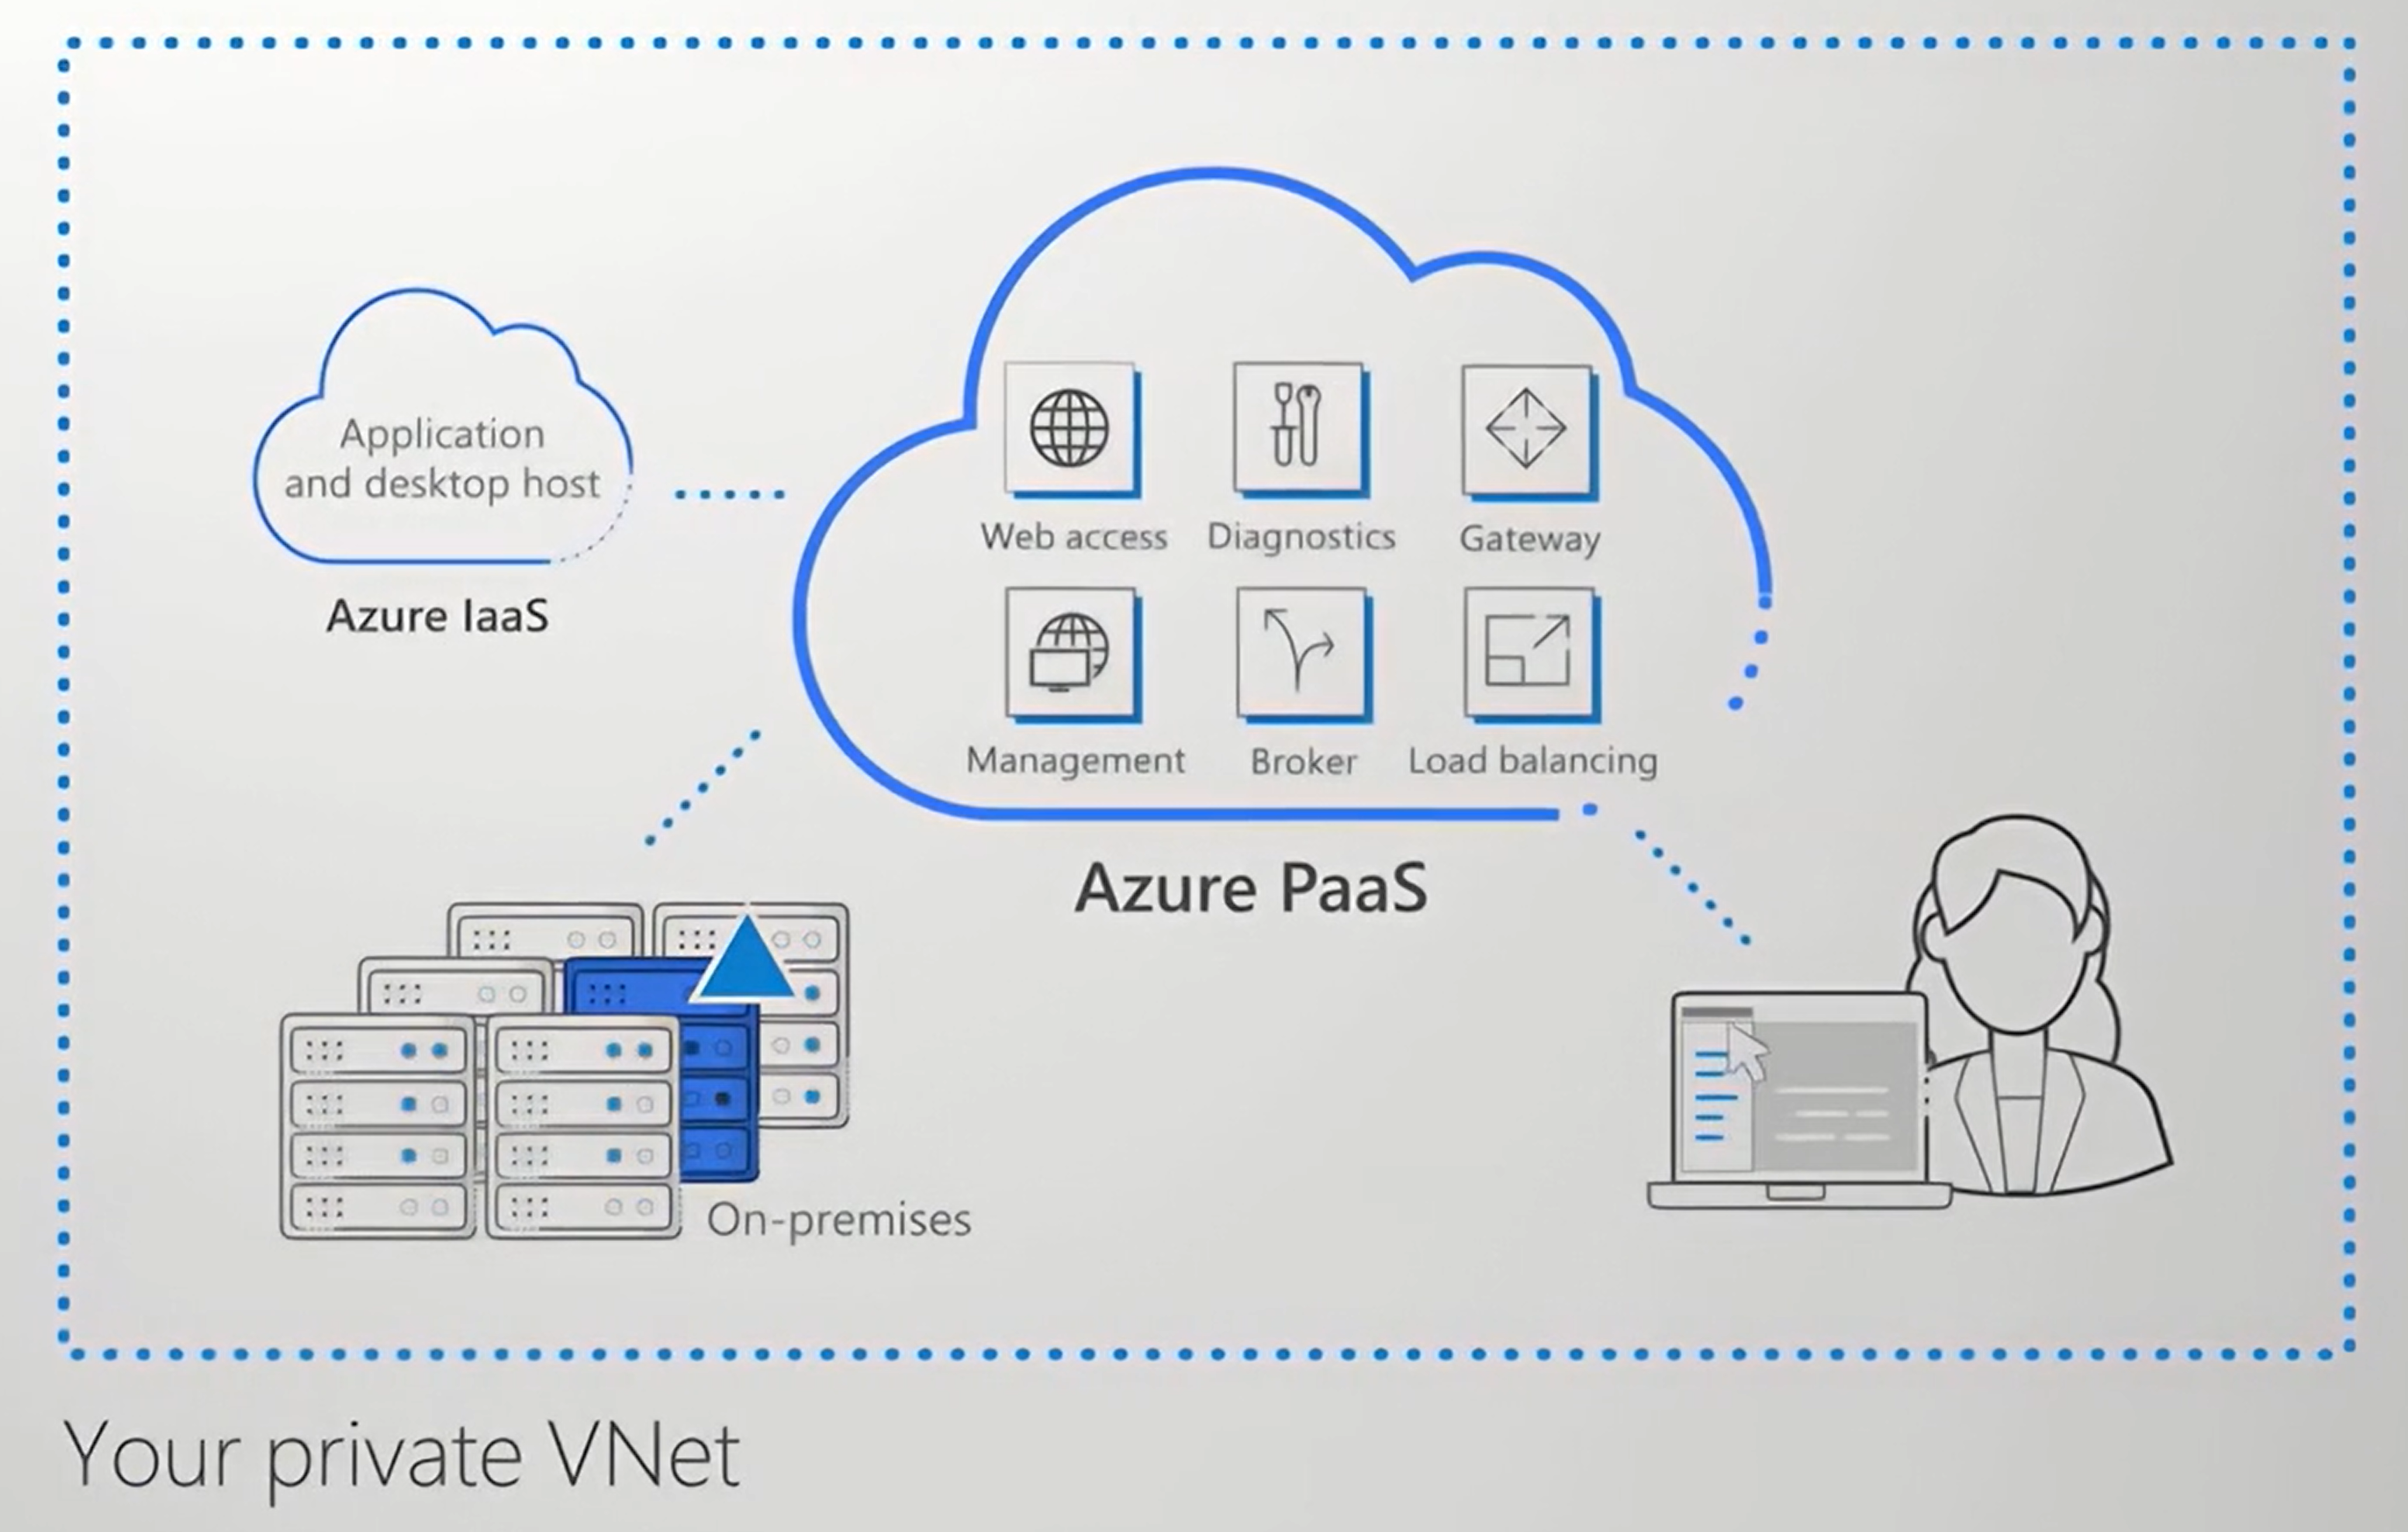 Application
and desktop host
Azure IaaS
Web access
Diagnostics
Gateway
Management
Broker
Load balancing
Azure PaaS
On-premises
Your private VNet